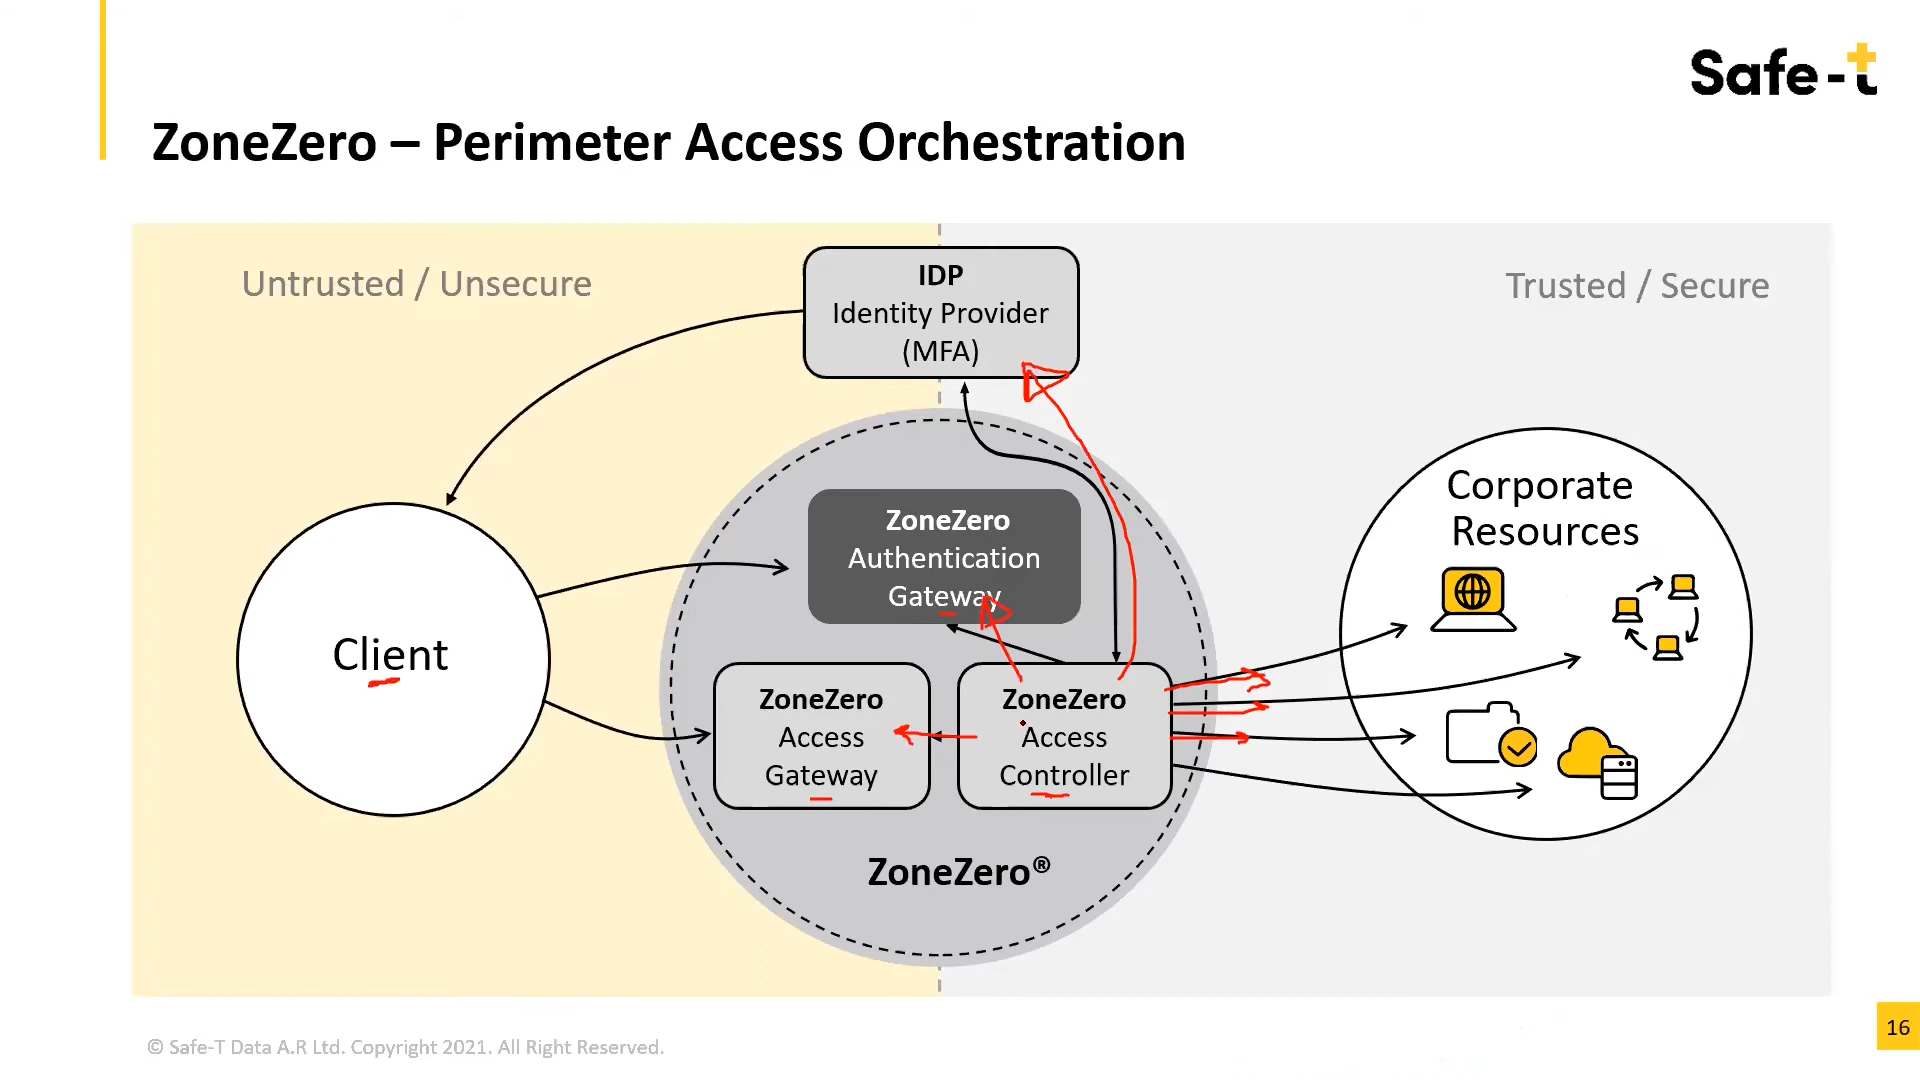 Safe-t
ZoneZero – Perimeter Access Orchestration
Untrusted / Unsecure
Trusted / Secure
IDP
Identity Provider
(MFA)
Client
ZoneZero
Authentication
Gateway
ZoneZero
Access
Gateway
ZoneZero
Access
Controller
ZoneZero®
Corporate
Resources
© Safe-T Data A.R Ltd. Copyright 2021. All Right Reserved.
16